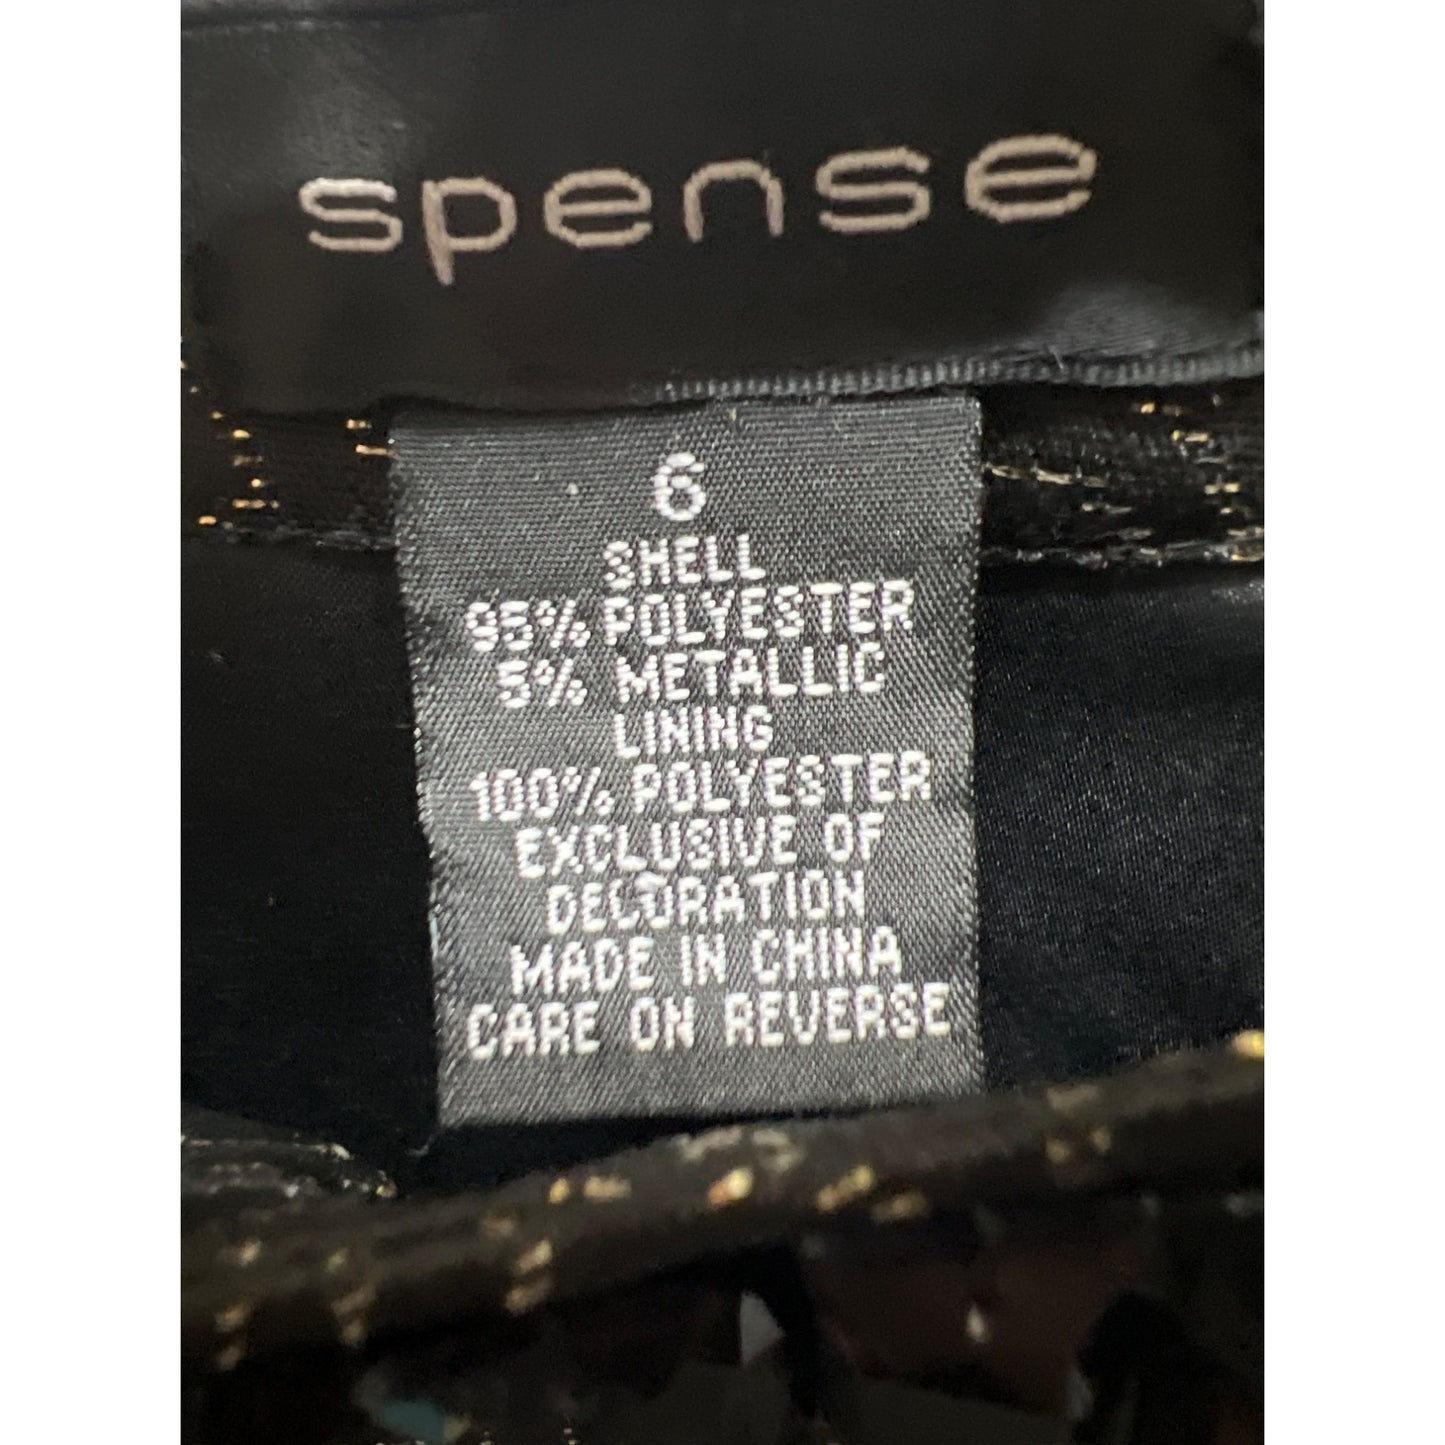 spense
6
SHELL
95% POLYESTER
5% METALLIC
LINING
100% POLYESTER
EXCLUSIVE OF
DECORATION
MADE IN CHINA
CARE ON REVERSE